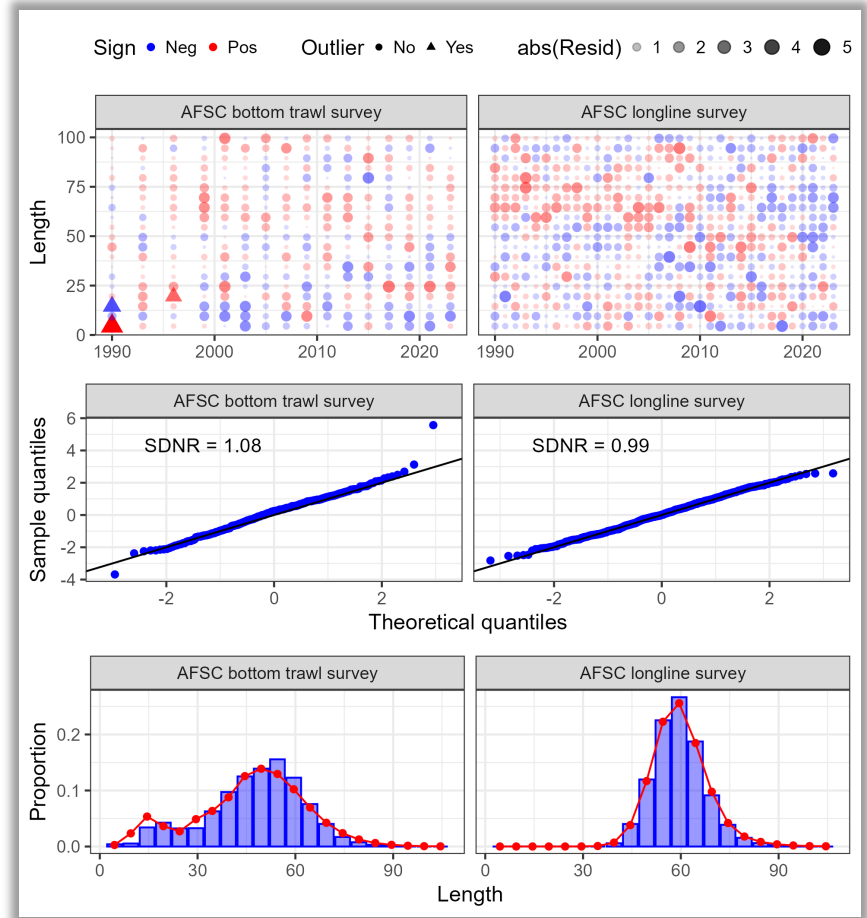 Sign Neg Pos Outlier No Yes abs(Resid) 1 2 3 4 5
AFSC bottom trawl survey AFSC longline survey
100
75
50
25
0
Length
1990 2000 2010 2020 1990 2000 2010 2020
AFSC bottom trawl survey AFSC longline survey
6
4
2
0
-2
-4
Sample quantiles
SDNR = 1.08 SDNR = 0.99
-2 0 2 -2 0 2
Theoretical quantiles
AFSC bottom trawl survey AFSC longline survey
0.2
0.1
0.0
Proportion
0 30 60 90 0 30 60 90
Length